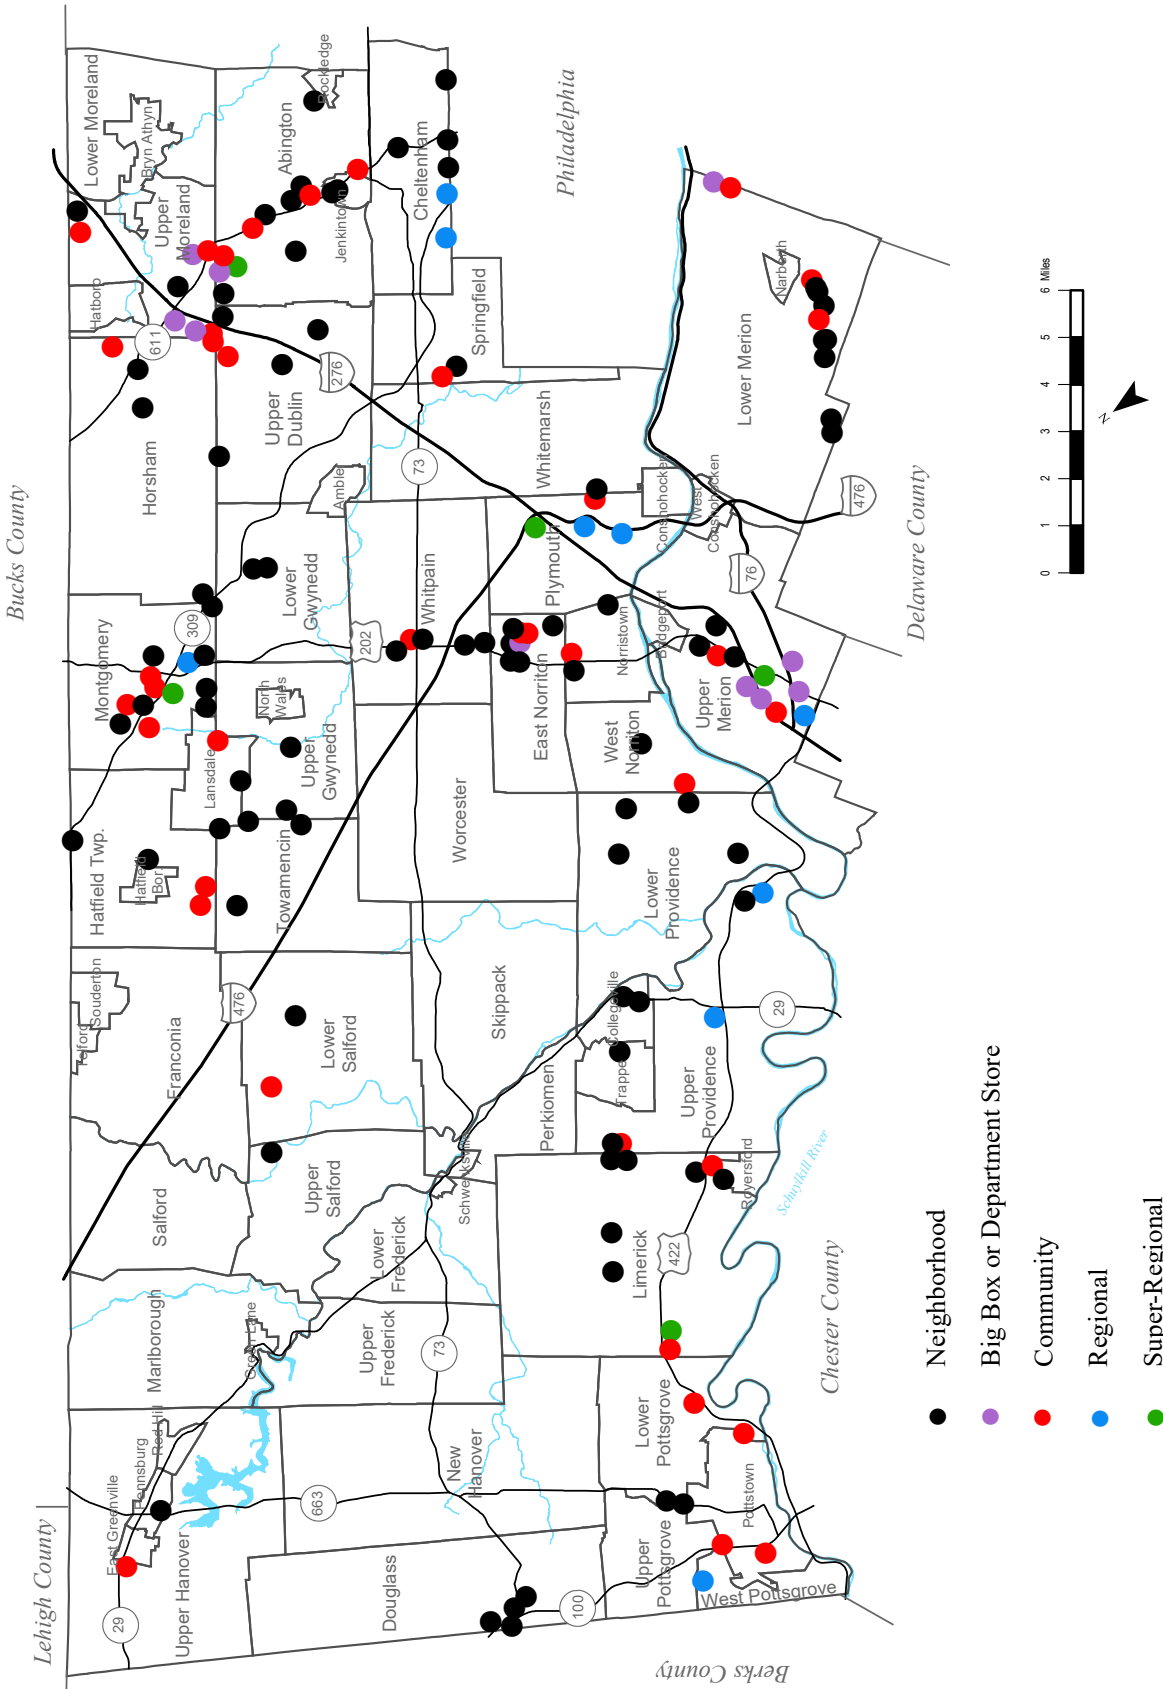 Lehigh County
Bucks County
Berks County
Chester County
Delaware County
Philadelphia
Upper Hanover
East Greenville
Pennsburg
Red Hill
Marlborough
Green Lane
Salford
Franconia
Telford
Souderton
Hatfield Twp.
Hatfield
Bor.
Lansdale
Montgomery
Horsham
Hatboro
Upper
Moreland
Bryn Athyn
Lower Moreland
Douglass
New
Hanover
Upper
Frederick
Lower
Frederick
Upper
Salford
Lower
Salford
Schwenksville
Towamencin
Upper
Gwynedd
North
Wales
Lower
Gwynedd
Ambler
Upper
Dublin
Abington
Jenkintown
Rockledge
Cheltenham
Springfield
Whitemarsh
Whitpain
Worcester
Skippack
Perkiomen
Trappe
Collegeville
Upper
Providence
Lower
Providence
West
Norriton
East Norriton
Norristown
Plymouth
Conshohocken
West
Conshohocken
Bridgeport
Upper
Merion
Lower Merion
Narberth
Limerick
Royersford
Lower
Pottsgrove
Upper
Pottsgrove
Pottstown
West Pottsgrove
Schuylkill River
29
663
100
73
422
476
29
309
202
73
611
276
76
476
0
1
2
3
4
5
6 Miles
N
Neighborhood
Big Box or Department Store
Community
Regional
Super-Regional